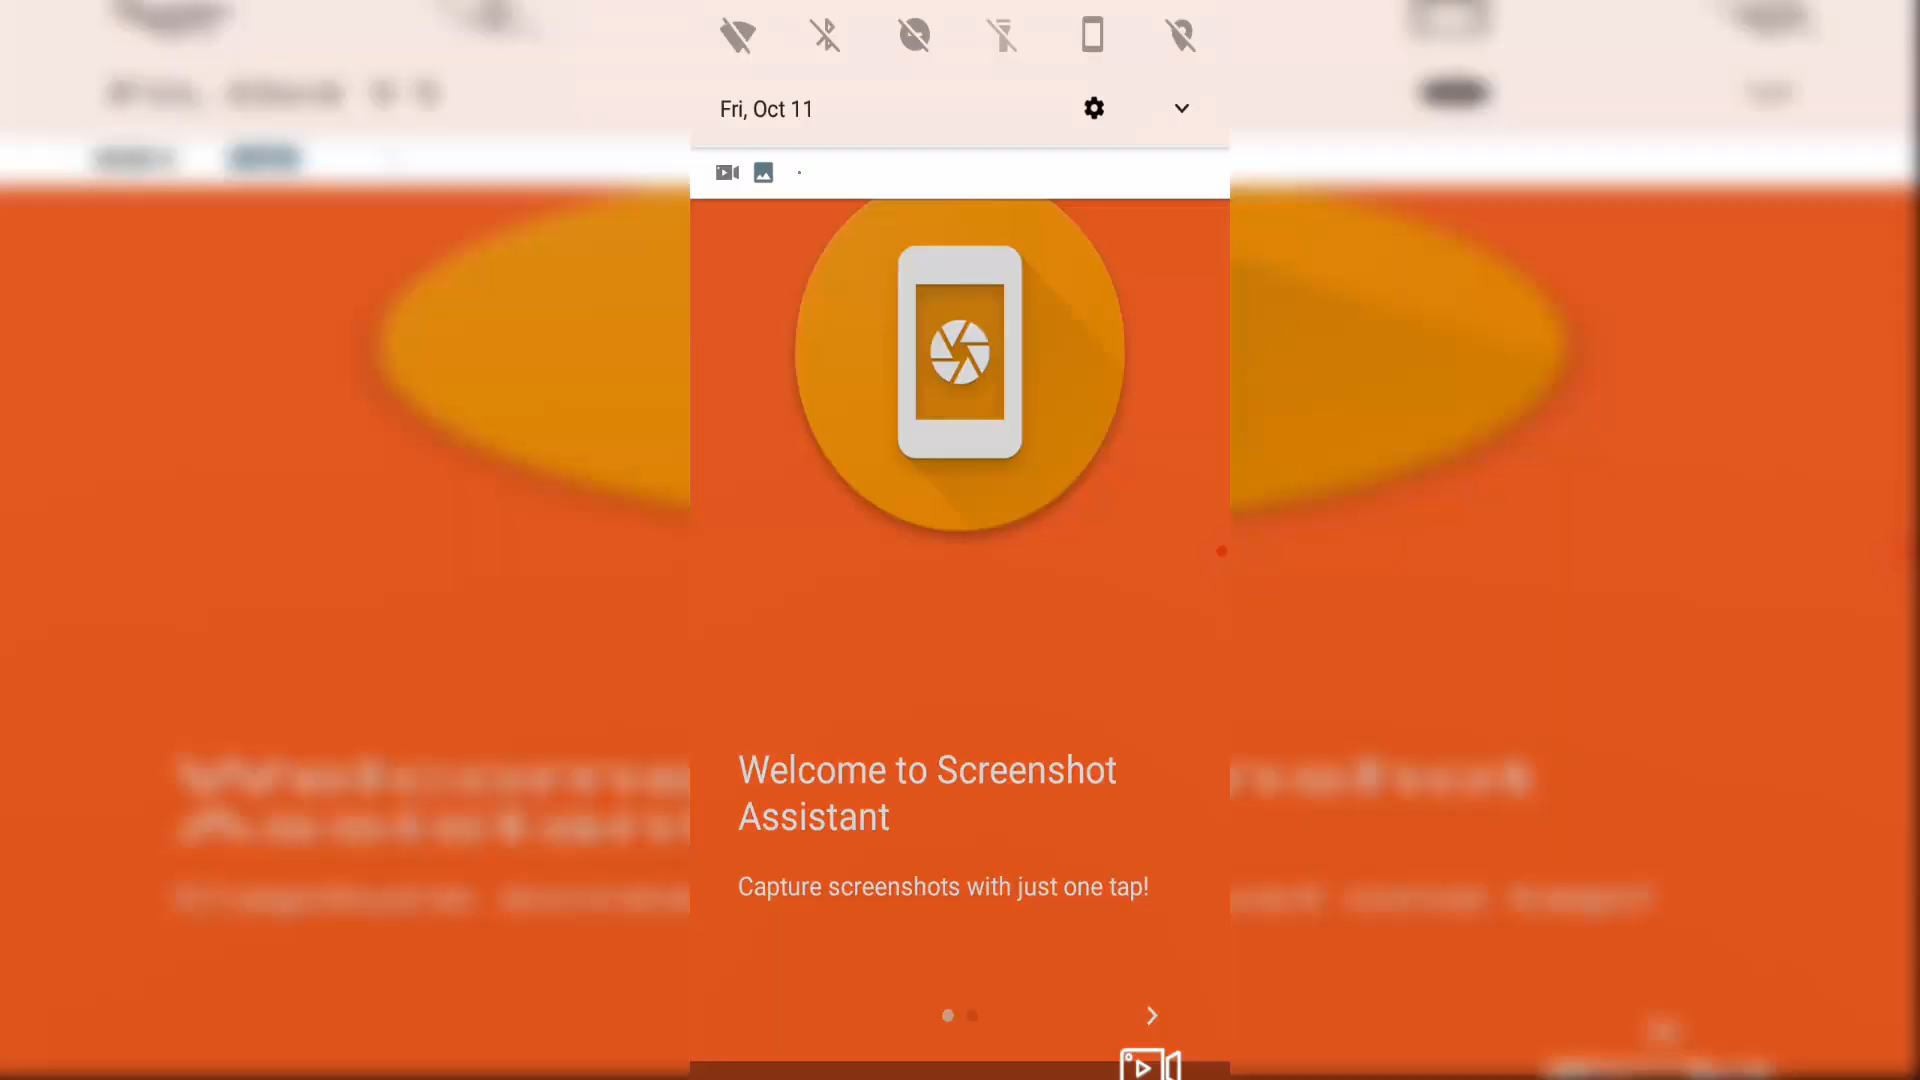 Fri, Oct 11
Welcome to Screenshot
Assistant
Capture screenshots with just one tap!